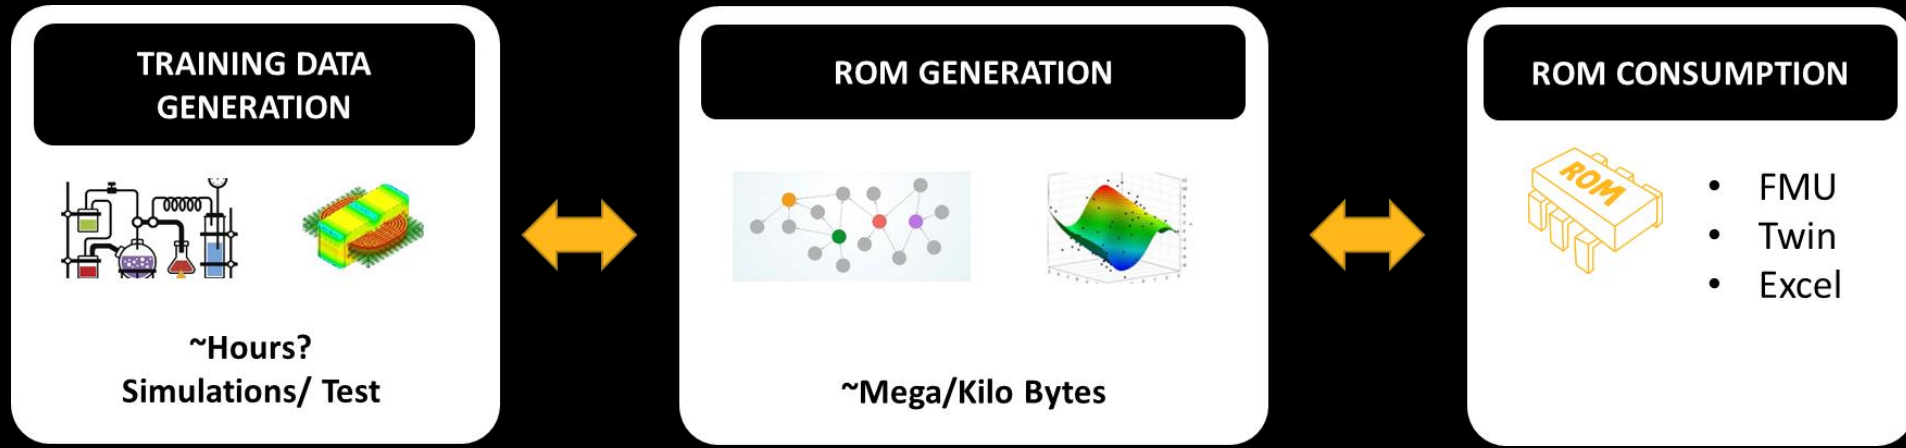 TRAINING DATA
GENERATION
~Hours?
Simulations/ Test
ROM GENERATION
~Mega/Kilo Bytes
ROM CONSUMPTION
ROM
• FMU
• Twin
• Excel